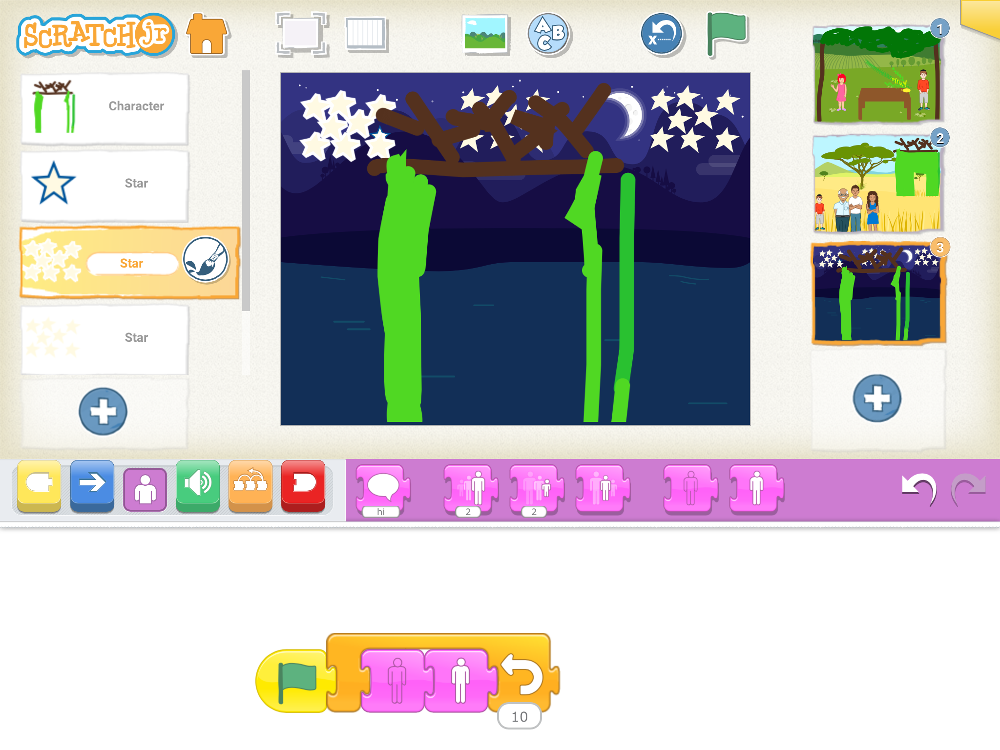 SCRATCH jr
A B C
x
1
Character
Star
2
Star
3
Star
hi
2
2
10